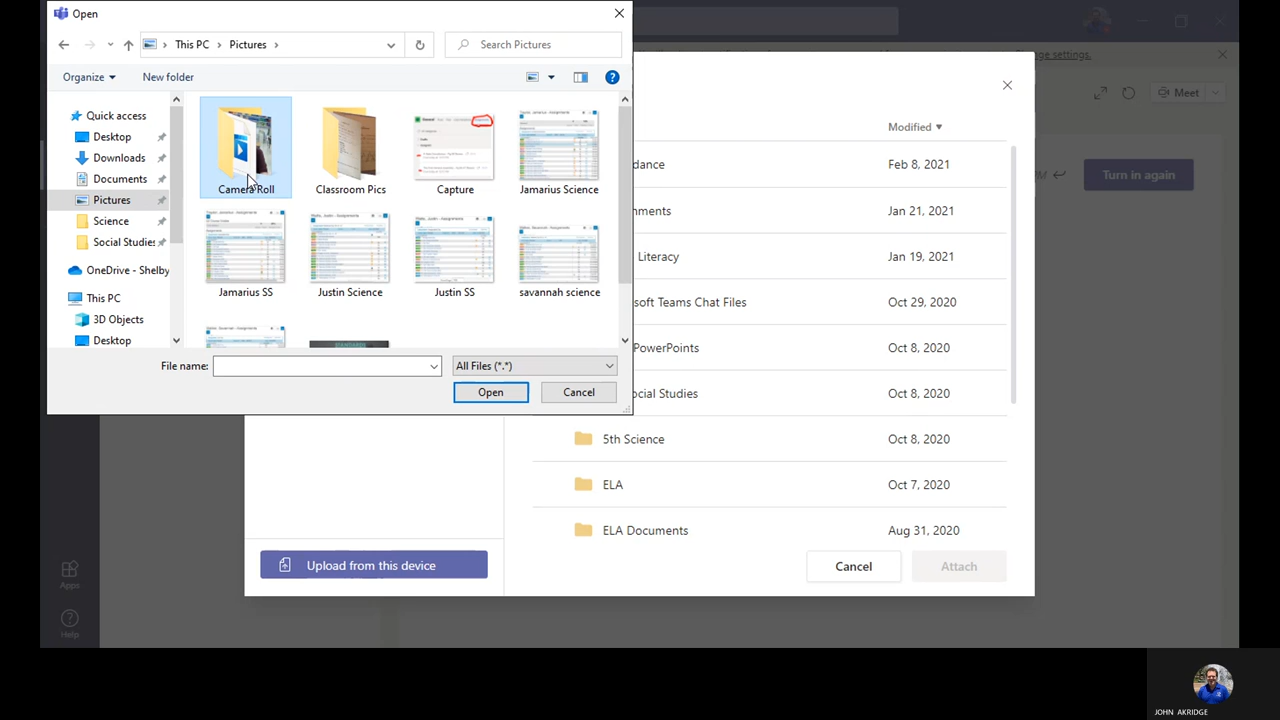 Open
This PC
Pictures
Search Pictures
Organize
New folder
Quick access
Desktop
Downloads
Documents
Pictures
Science
Social Studies
OneDrive - Shelby
This PC
3D Objects
Desktop
Camera Roll
Classroom Pics
Capture
Jamarius Science
Jamarius SS
Justin Science
Justin SS
savannah science
File name:
All Files (*.*)
Open
Cancel
ge settings.
Meet
Turn in again
Modified
dance
Feb 8, 2021
nments
Jan 21, 2021
Literacy
Jan 19, 2021
soft Teams Chat Files
Oct 29, 2020
PowerPoints
Oct 8, 2020
ocial Studies
Oct 8, 2020
5th Science
Oct 8, 2020
ELA
Oct 7, 2020
ELA Documents
Aug 31, 2020
Upload from this device
Cancel
Attach
Apps
Help
JOHN AKRIDGE